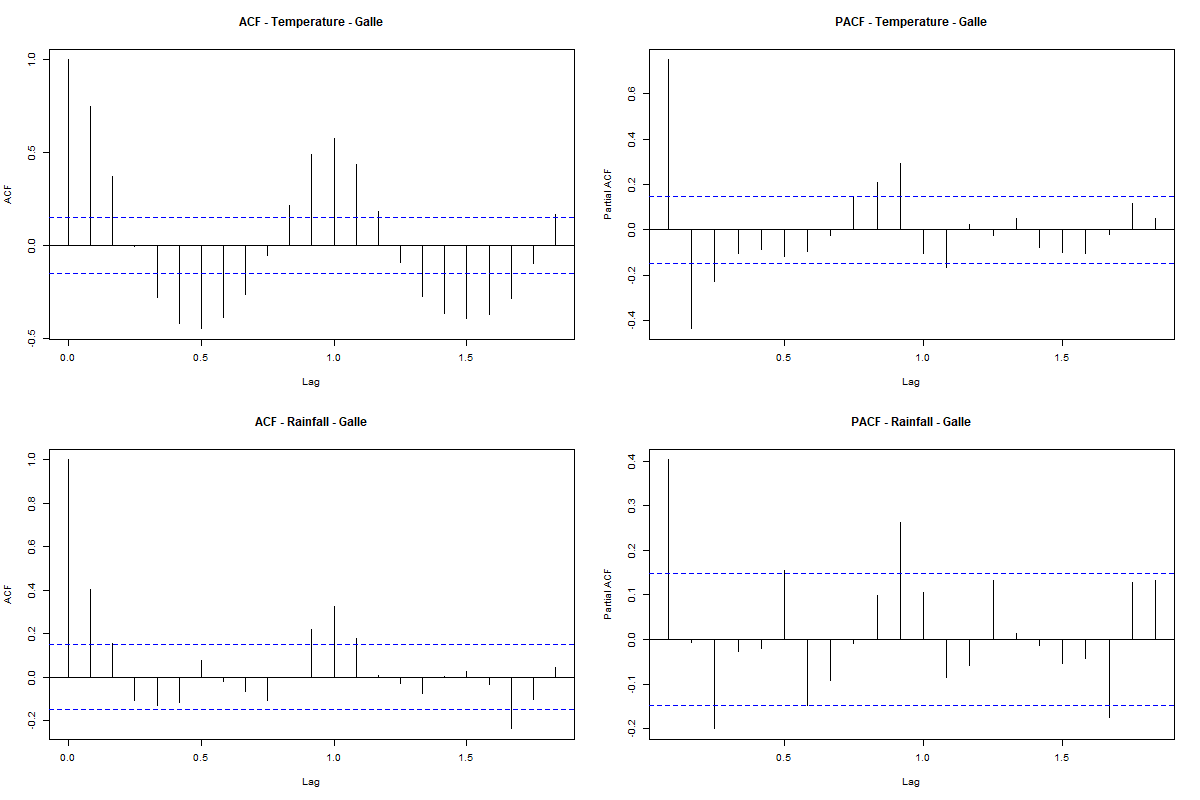 ACF - Temperature - Galle
ACF
1.0
0.5
0.0
-0.5
0.0 0.5 1.0 1.5
Lag
PACF - Temperature - Galle
Partial ACF
0.6
0.4
0.2
0.0
-0.2
-0.4
0.5 1.0 1.5
Lag
ACF - Rainfall - Galle
ACF
1.0
0.8
0.6
0.4
0.2
0.0
-0.2
0.0 0.5 1.0 1.5
Lag
PACF - Rainfall - Galle
Partial ACF
0.4
0.3
0.2
0.1
0.0
-0.1
-0.2
0.5 1.0 1.5
Lag